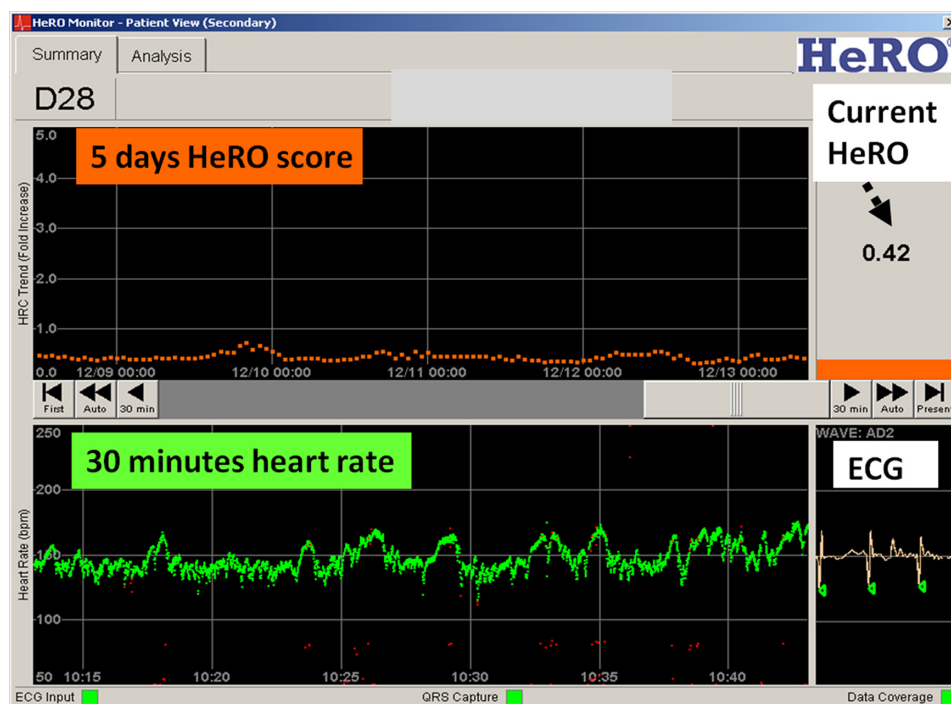 HeRO Monitor - Patient View (Secondary)
Summary
Analysis
HeRO®
D28
Current
HeRO
0.42
5 days HeRO score
HRC Trend (Fold Increase)
5.0
4.0
3.0
2.0
1.0
0.0
12/09 00:00
12/10 00:00
12/11 00:00
12/12 00:00
12/13 00:00
First
Auto
30 min
30 min
Auto
Present
30 minutes heart rate
Heart Rate (bpm)
250
200
150
100
50
10:15
10:20
10:25
10:30
10:35
10:40
WAVE: AD2
ECG
ECG Input
QRS Capture
Data Coverage